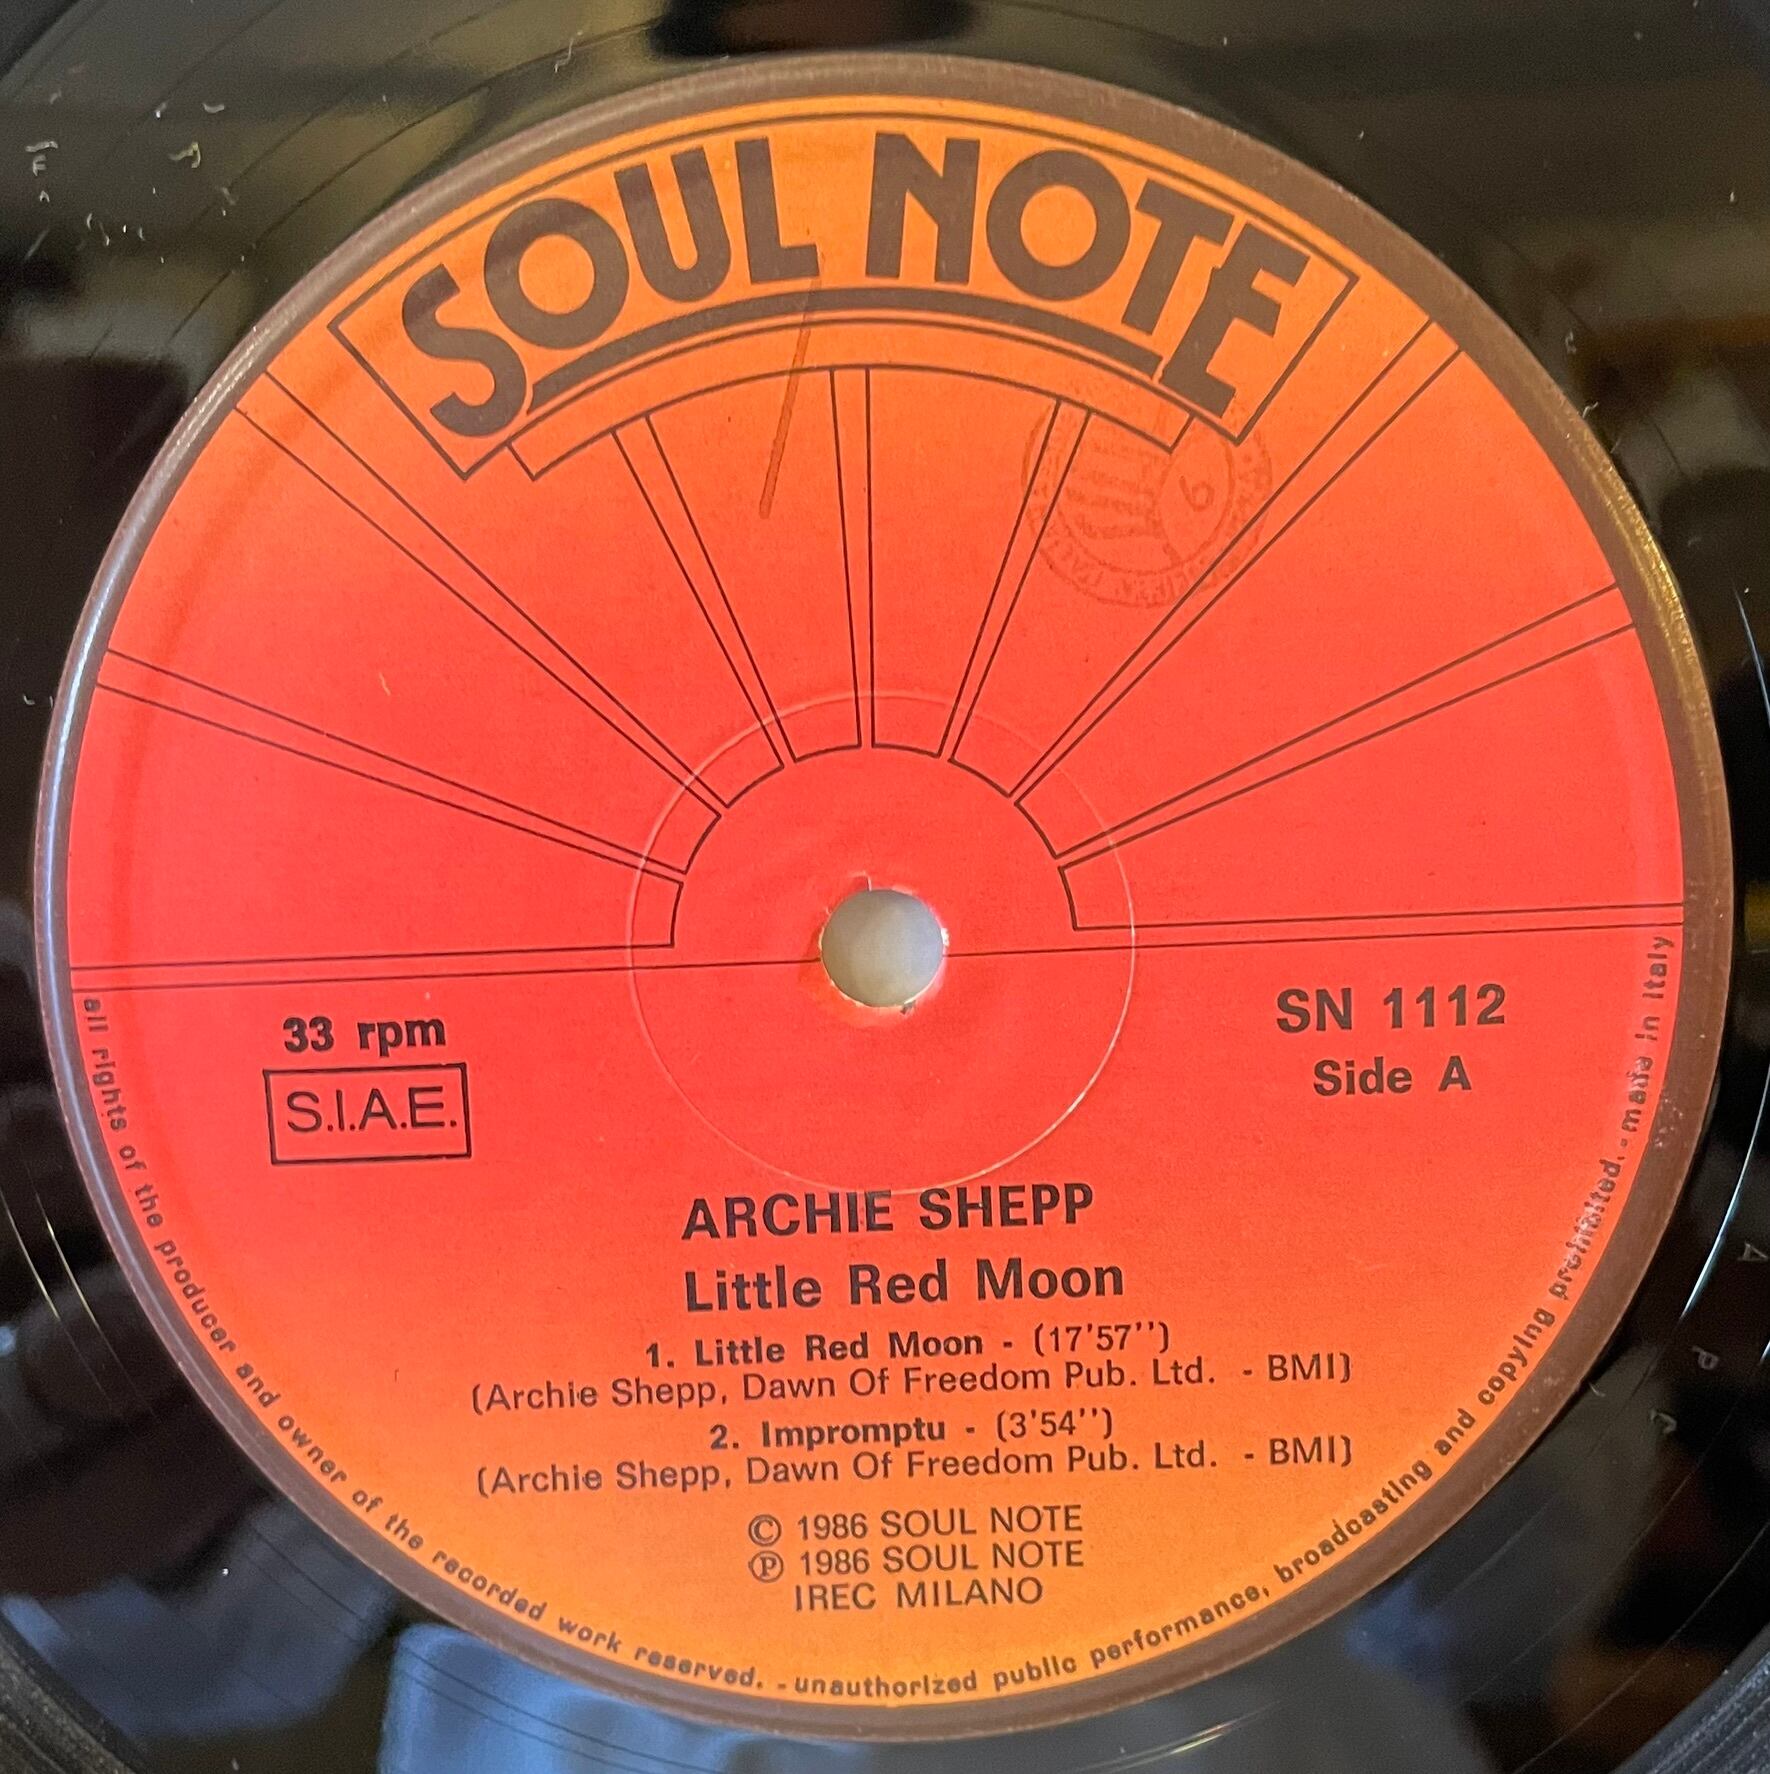 SOUL NOTE
6
33 rpm
S.I.A.E.
SN 1112
Side A
ARCHIE SHEPP
Little Red Moon
1. Little Red Moon - (17'57'')
(Archie Shepp, Dawn Of Freedom Pub. Ltd. - BMI)
2. Impromptu - (3'54'')
(Archie Shepp, Dawn Of Freedom Pub. Ltd. - BMI)
© 1986 SOUL NOTE
℗ 1986 SOUL NOTE
IREC MILANO
all rights of the producer and owner of the recorded work reserved. - unauthorized public performance, broadcasting and copying prohibited. - made in Italy